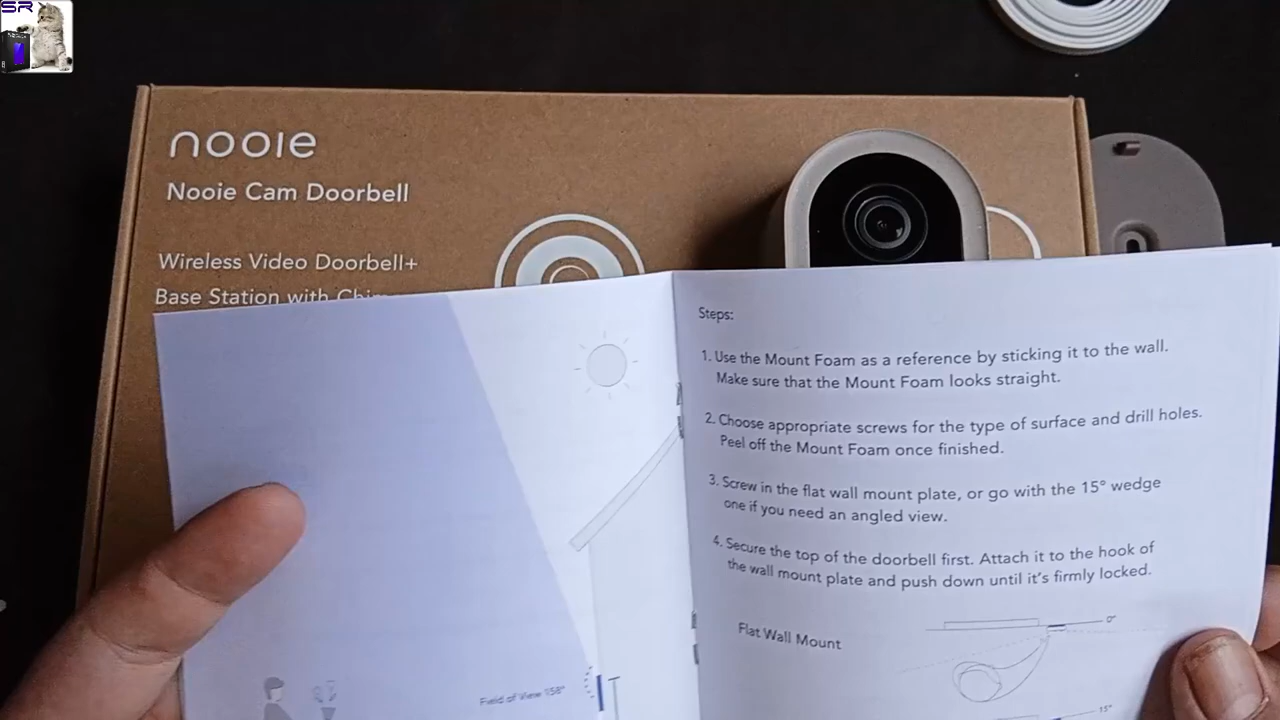 SR
nooie
Nooie Cam Doorbell
Wireless Video Doorbell+
Base Station with
Steps:
1. Use the Mount Foam as a reference by sticking it to the wall.
Make sure that the Mount Foam looks straight.
2. Choose appropriate screws for the type of surface and drill holes.
Peel off the Mount Foam once finished.
3. Screw in the flat wall mount plate, or go with the 15° wedge
one if you need an angled view.
4. Secure the top of the doorbell first. Attach it to the hook of
the wall mount plate and push down until it's firmly locked.
Flat Wall Mount
0°
15°
Field of View 158°